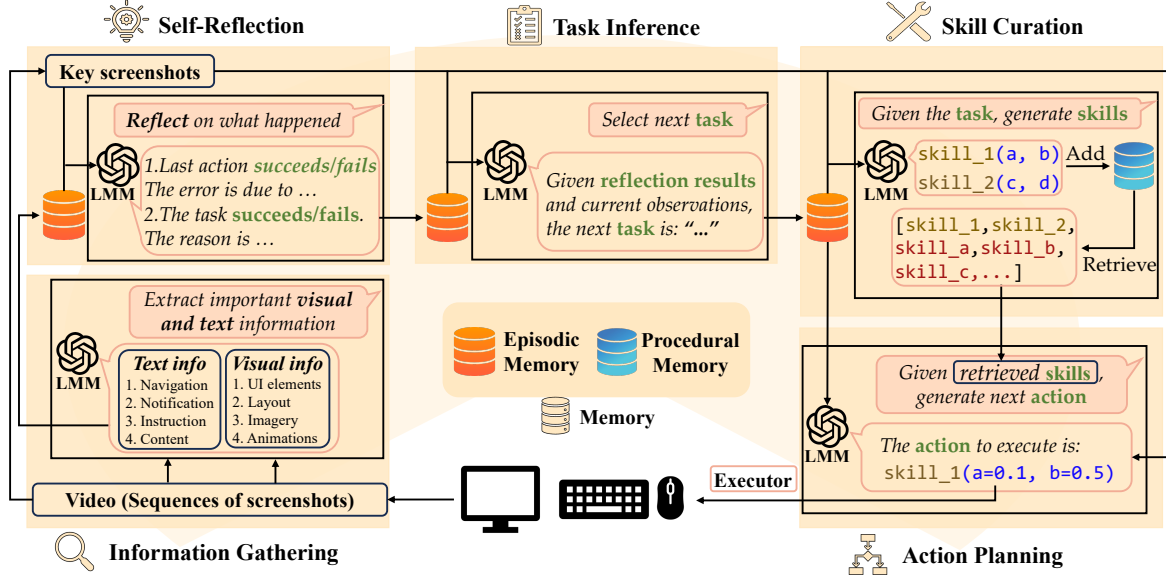 Self-Reflection
Task Inference
Skill Curation
Key screenshots
Reflect on what happened
LMM
1.Last action succeeds/fails
The error is due to ...
2.The task succeeds/fails.
The reason is ...
Select next task
LMM
Given reflection results
and current observations,
the next task is: “...”
Given the task, generate skills
LMM
skill_1(a, b)
skill_2(c, d)
Add
[skill_1,skill_2,
skill_a,skill_b,
skill_c,...]
Retrieve
Extract important visual
and text information
LMM
Text info
1. Navigation
2. Notification
3. Instruction
4. Content
Visual info
1. UI elements
2. Layout
3. Imagery
4. Animations
Episodic
Memory
Procedural
Memory
Memory
Given retrieved skills,
generate next action
LMM
The action to execute is:
skill_1(a=0.1, b=0.5)
Executor
Video (Sequences of screenshots)
Information Gathering
Action Planning